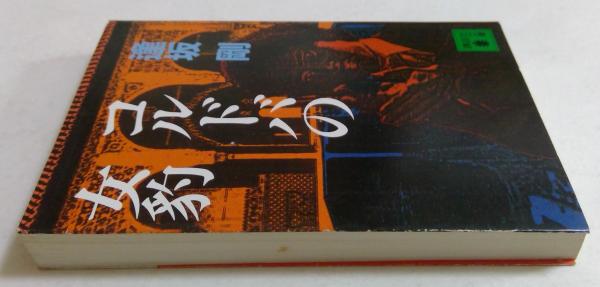 逢坂 剛
コルドバの
女豹